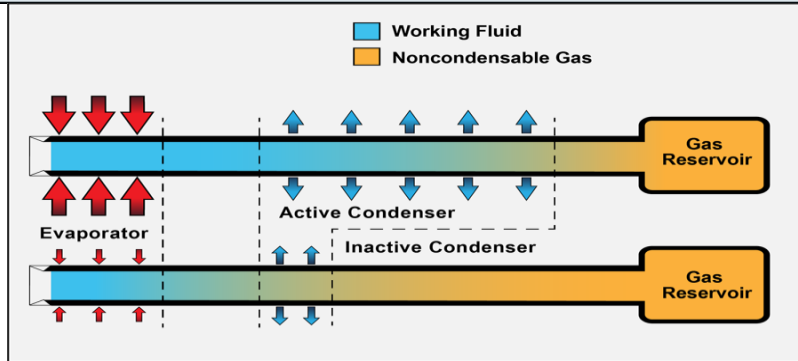 Working Fluid
Noncondensable Gas
Gas
Reservoir
Active Condenser
Evaporator
Inactive Condenser
Gas
Reservoir